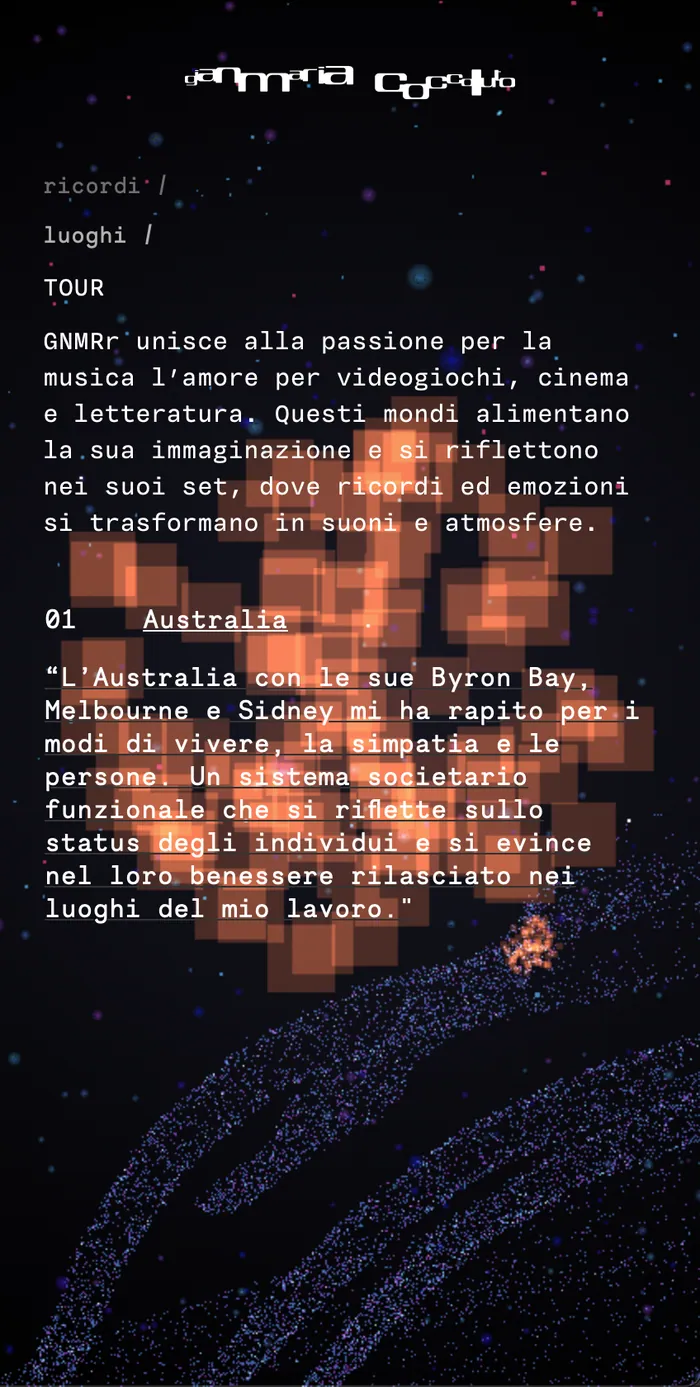 gianmaria coccoluto
ricordi /
luoghi /
TOUR
GNMRr unisce alla passione per la
musica l’amore per videogiochi, cinema
e letteratura. Questi mondi alimentano
la sua immaginazione e si riflettono
nei suoi set, dove ricordi ed emozioni
si trasformano in suoni e atmosfere.
01 Australia
“L’Australia con le sue Byron Bay,
Melbourne e Sidney mi ha rapito per i
modi di vivere, la simpatia e le
persone. Un sistema societario
funzionale che si riflette sullo
status degli individui e si evince
nel loro benessere rilasciato nei
luoghi del mio lavoro."